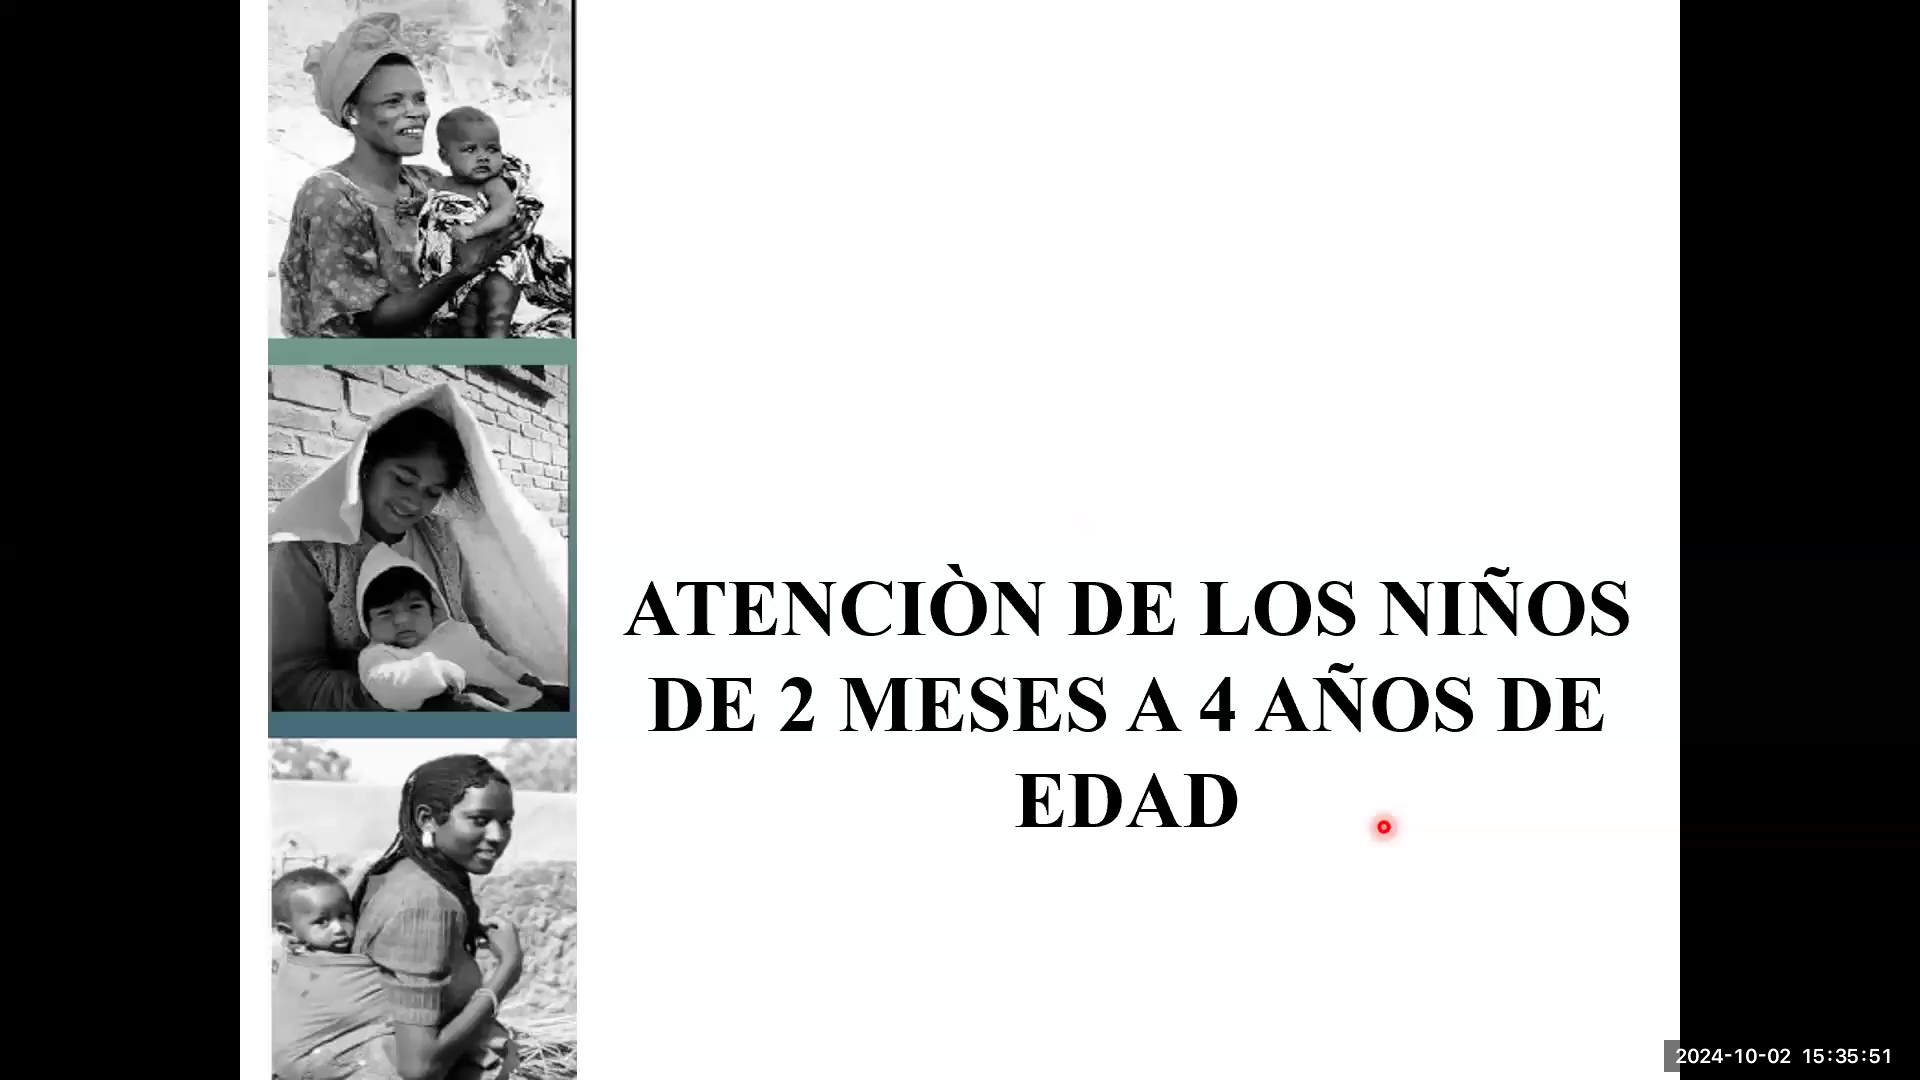 ATENCIÒN DE LOS NIÑOS
DE 2 MESES A 4 AÑOS DE
EDAD
2024-10-02 15:35:51